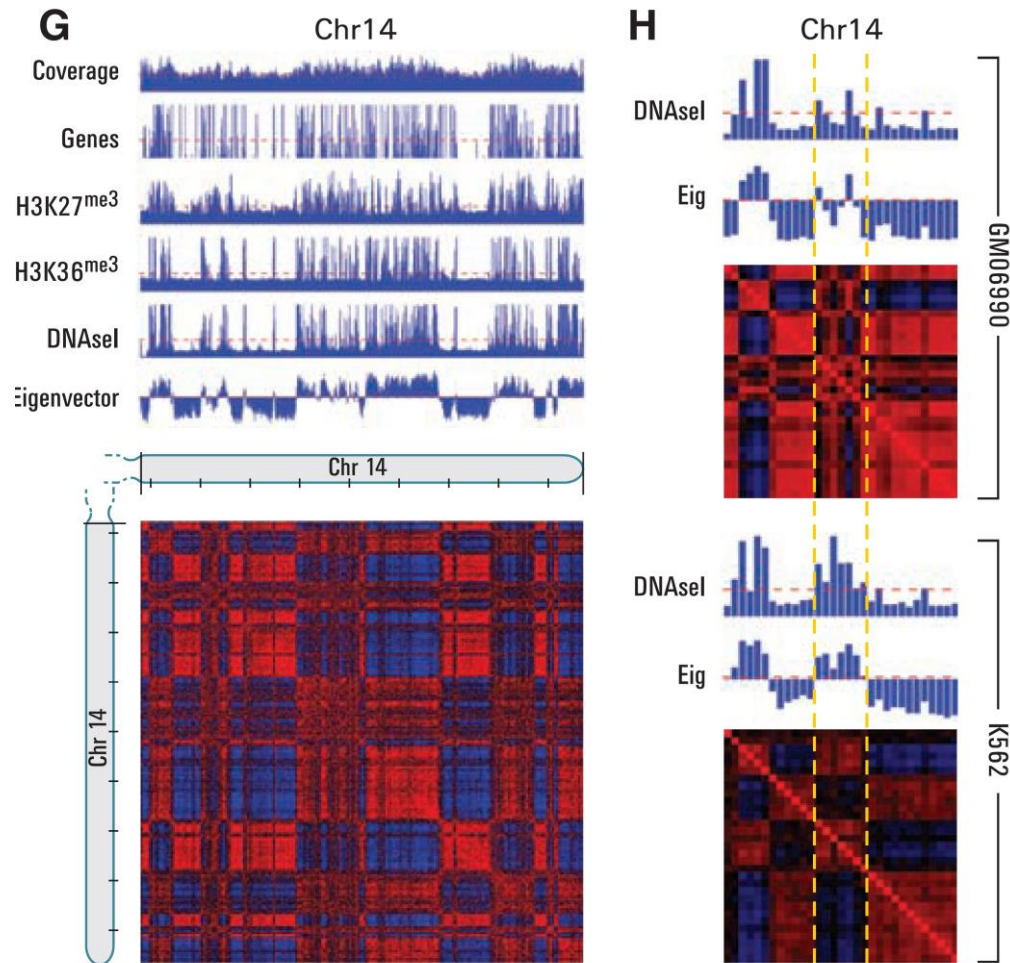 G
Chr14
Coverage
Genes
H3K27me3
H3K36me3
DNAseI
Eigenvector
Chr 14
Chr 14
H
Chr14
DNAseI
Eig
GM06990
DNAseI
Eig
K562